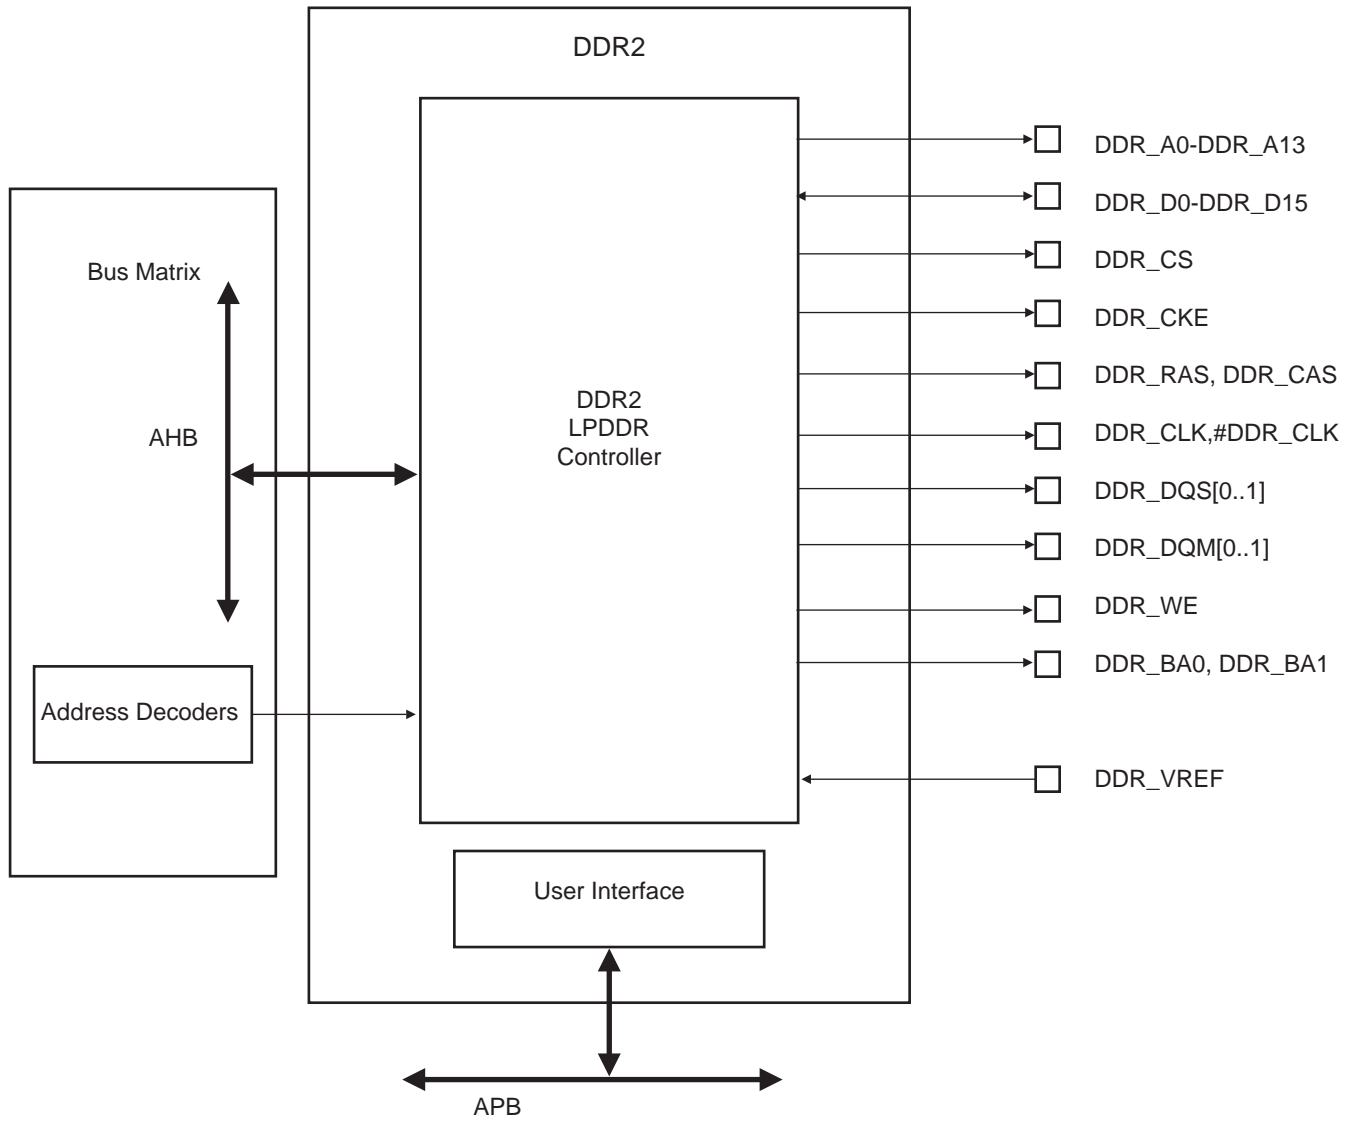 DDR2
DDR_A0-DDR_A13
DDR_D0-DDR_D15
DDR_CS
DDR_CKE
DDR_RAS, DDR_CAS
DDR_CLK,#DDR_CLK
DDR_DQS[0..1]
DDR_DQM[0..1]
DDR_WE
DDR_BA0, DDR_BA1
DDR_VREF
Bus Matrix
AHB
Address Decoders
DDR2
LPDDR
Controller
User Interface
APB